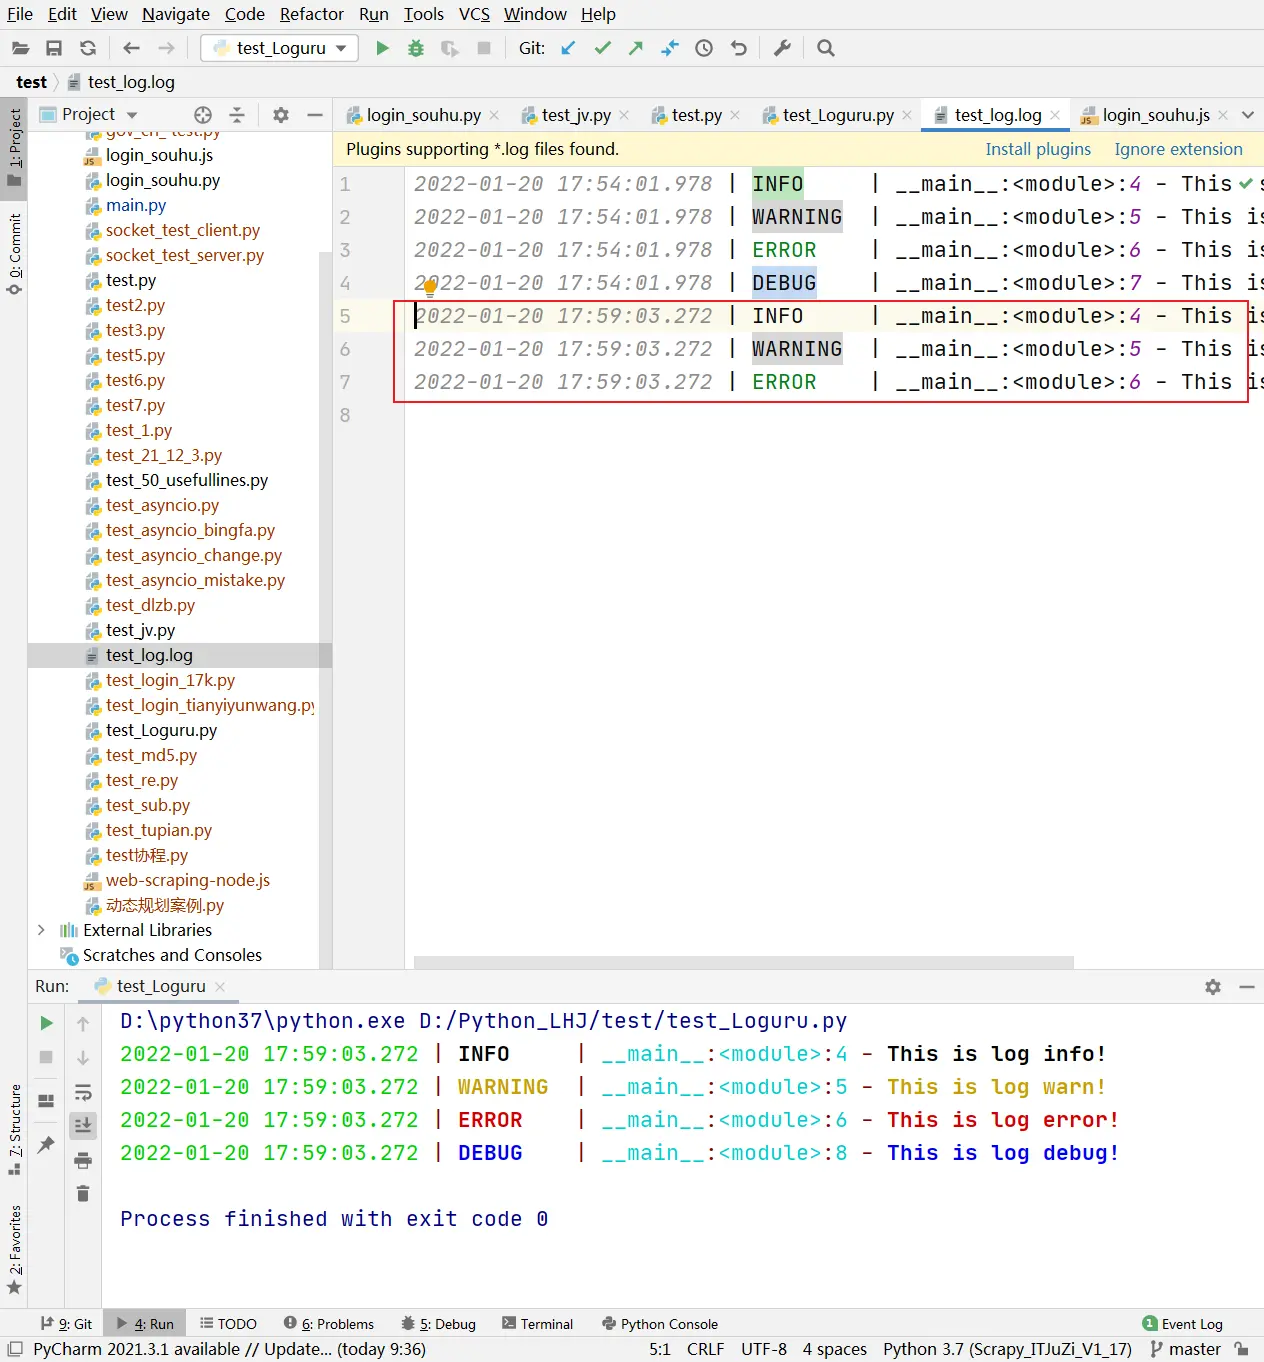 File Edit View Navigate Code Refactor Run Tools VCS Window Help
test_Loguru Git:
test test_log.log
Project login_souhu.py test_jv.py test.py test_Loguru.py test_log.log login_souhu.js
1: Project
0: Commit
7: Structure
2: Favorites
gov_cn_test.py
login_souhu.js
login_souhu.py
main.py
socket_test_client.py
socket_test_server.py
test.py
test2.py
test3.py
test5.py
test6.py
test7.py
test_1.py
test_21_12_3.py
test_50_usefullines.py
test_asyncio.py
test_asyncio_bingfa.py
test_asyncio_change.py
test_asyncio_mistake.py
test_dlzb.py
test_jv.py
test_log.log
test_login_17k.py
test_login_tianyiyunwang.py
test_Loguru.py
test_md5.py
test_re.py
test_sub.py
test_tupian.py
test协程.py
web-scraping-node.js
动态规划案例.py
External Libraries
Scratches and Consoles
Plugins supporting *.log files found. Install plugins Ignore extension
1 2022-01-20 17:54:01.978 | INFO | __main__:<module>:4 - This
2 2022-01-20 17:54:01.978 | WARNING | __main__:<module>:5 - This is
3 2022-01-20 17:54:01.978 | ERROR | __main__:<module>:6 - This is
4 2022-01-20 17:54:01.978 | DEBUG | __main__:<module>:7 - This is
5 2022-01-20 17:59:03.272 | INFO | __main__:<module>:4 - This is
6 2022-01-20 17:59:03.272 | WARNING | __main__:<module>:5 - This is
7 2022-01-20 17:59:03.272 | ERROR | __main__:<module>:6 - This is
8
Run: test_Loguru
D:\python37\python.exe D:/Python_LHJ/test/test_Loguru.py
2022-01-20 17:59:03.272 | INFO | __main__:<module>:4 - This is log info!
2022-01-20 17:59:03.272 | WARNING | __main__:<module>:5 - This is log warn!
2022-01-20 17:59:03.272 | ERROR | __main__:<module>:6 - This is log error!
2022-01-20 17:59:03.272 | DEBUG | __main__:<module>:8 - This is log debug!
Process finished with exit code 0
9: Git 4: Run TODO 6: Problems 5: Debug Terminal Python Console 1 Event Log
PyCharm 2021.3.1 available // Update... (today 9:36) 5:1 CRLF UTF-8 4 spaces Python 3.7 (Scrapy_ITJuZi_V1_17) master